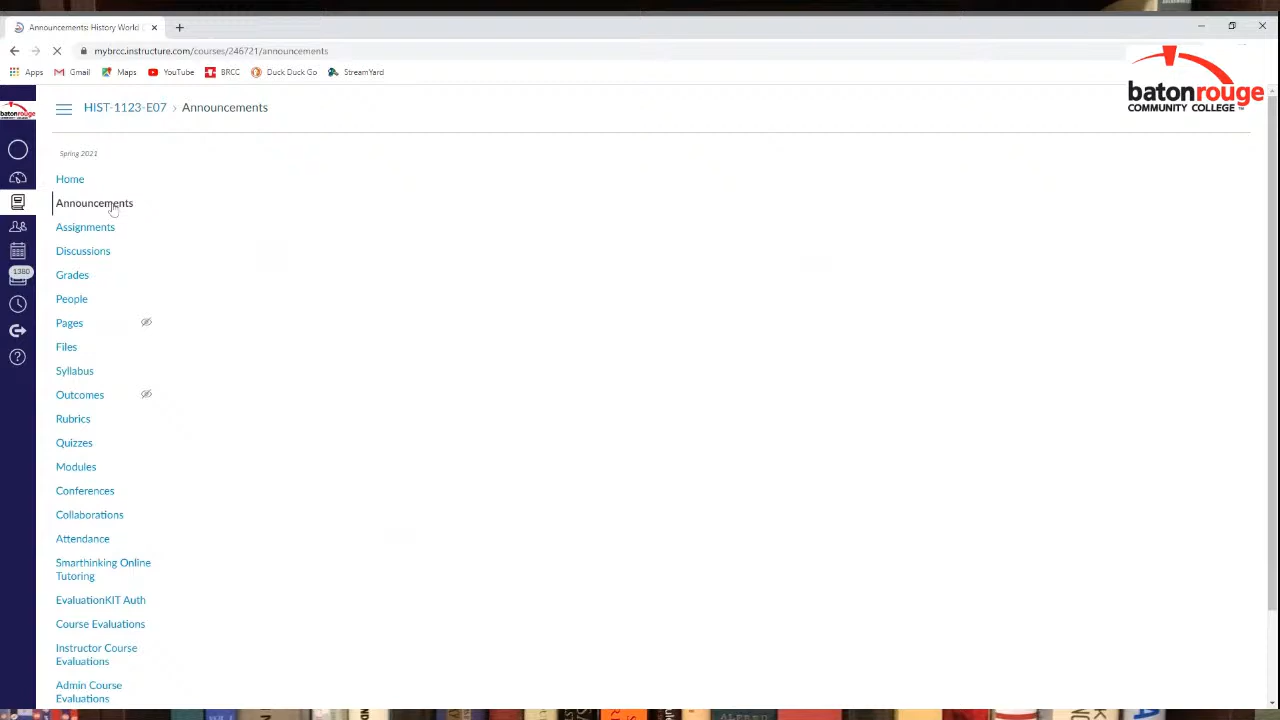 Announcements: History World
mybrcc.instructure.com/courses/246721/announcements
Apps
Gmail
Maps
YouTube
BRCC
Duck Duck Go
StreamYard
batonrouge
COMMUNITY COLLEGE
HIST-1123-E07 › Announcements
Spring 2021
Home
Announcements
Assignments
Discussions
Grades
1380
People
Pages
Files
Syllabus
Outcomes
Rubrics
Quizzes
Modules
Conferences
Collaborations
Attendance
Smarthinking Online
Tutoring
EvaluationKIT Auth
Course Evaluations
Instructor Course
Evaluations
Admin Course
Evaluations